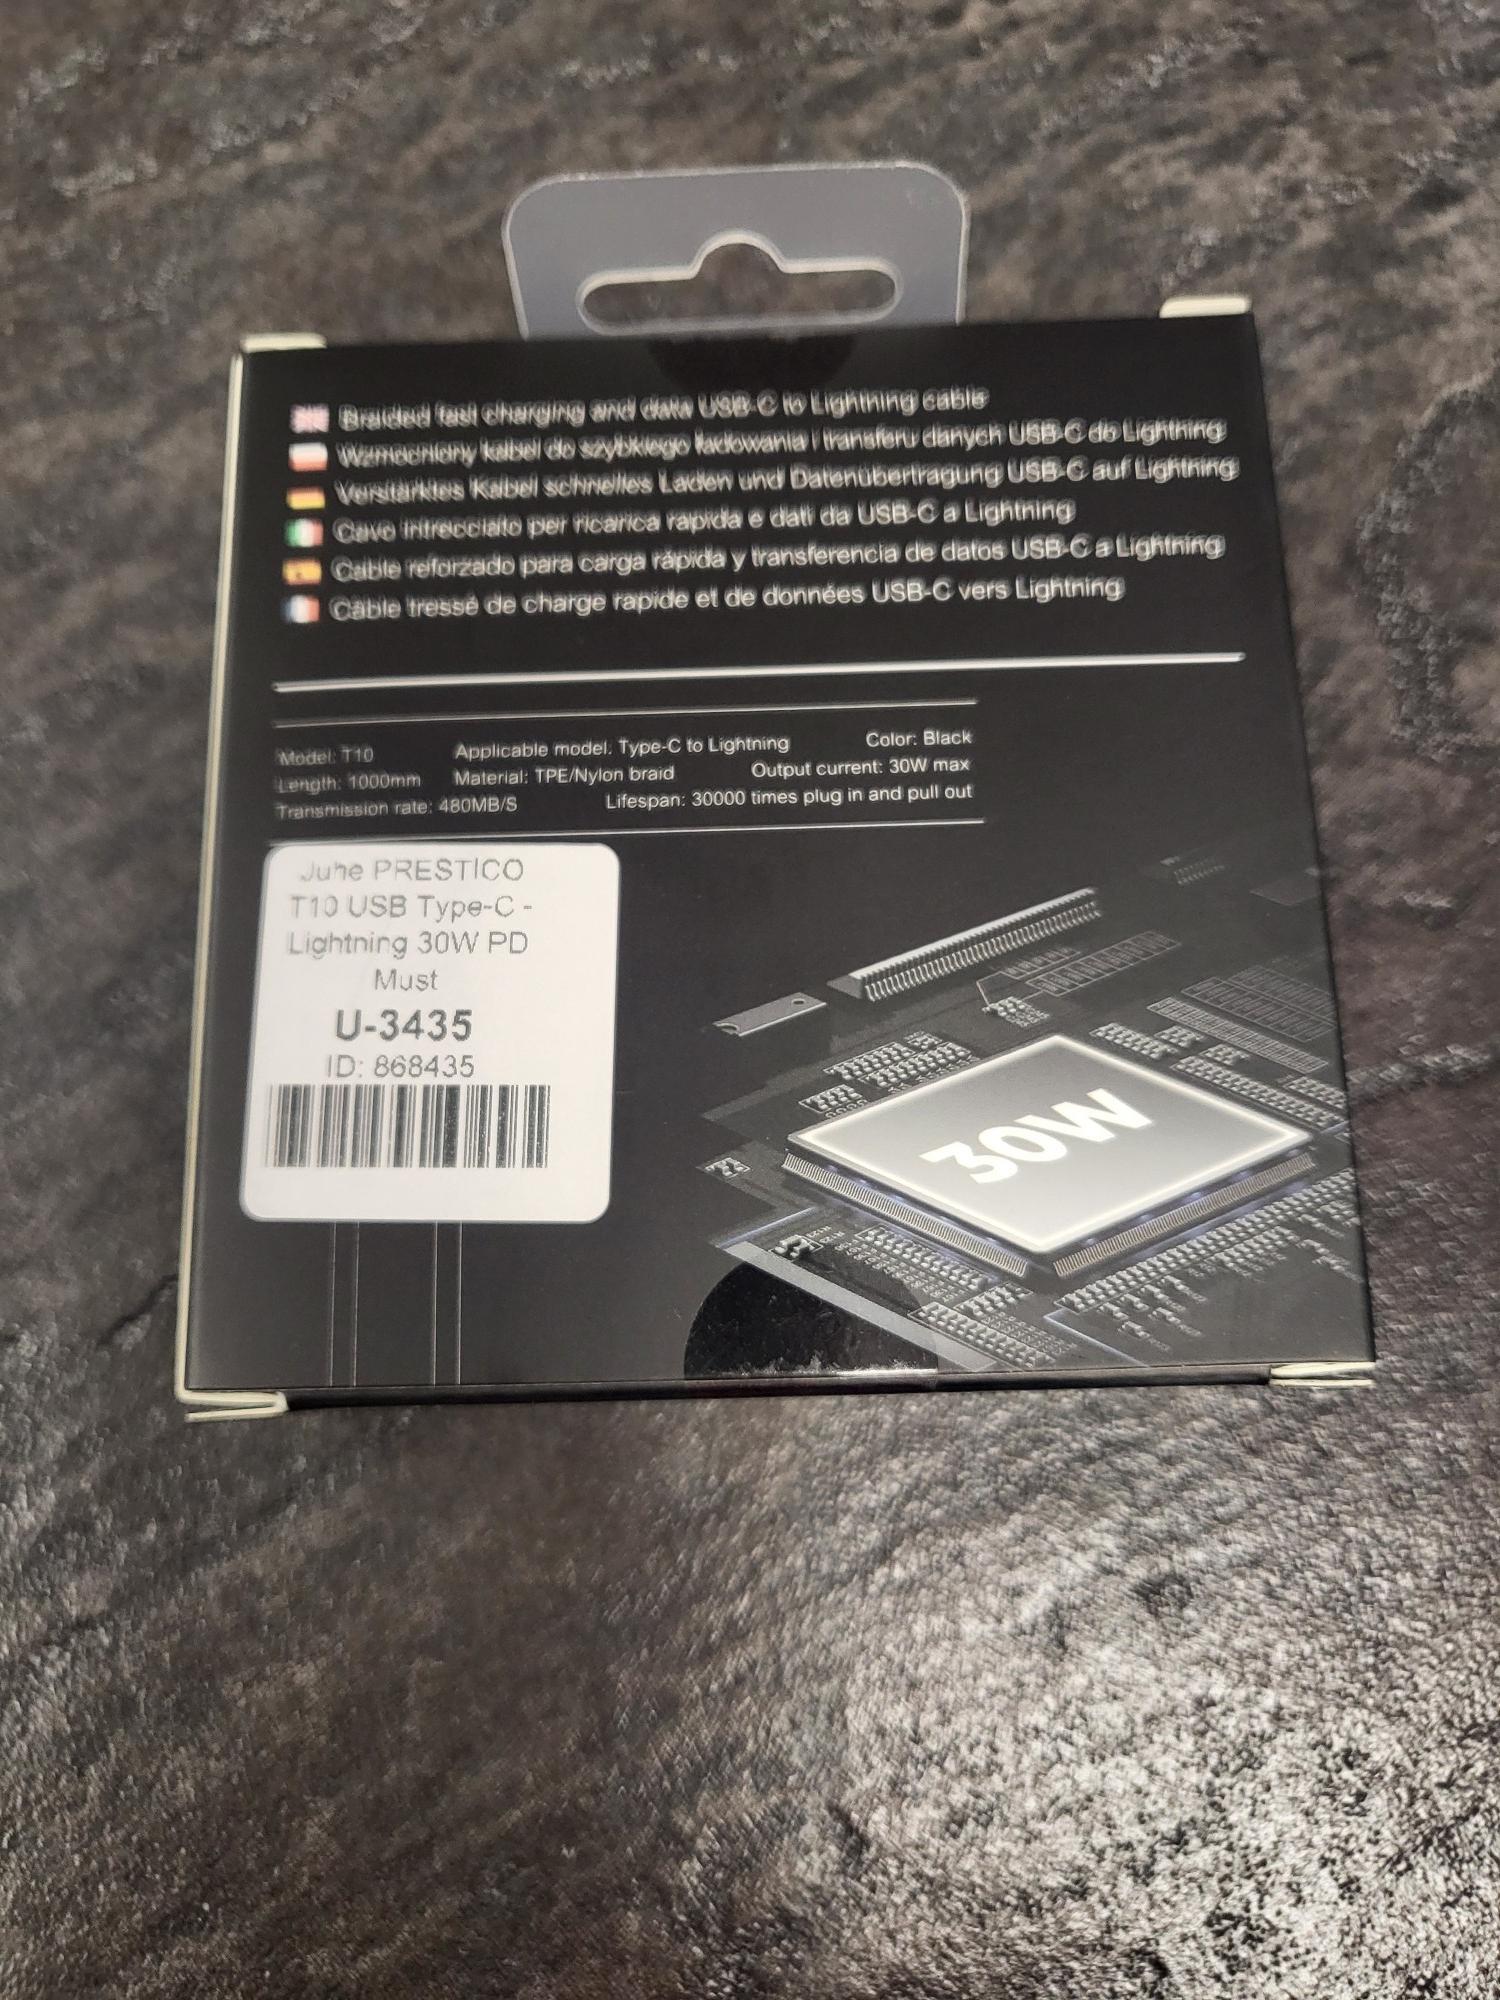 Braided fast charging and data USB-C to Lightning cable
Wzmocniony kabel do szybkiego ładowania i transferu danych USB-C do Lightning
Verstärktes Kabel schnelles Laden und Datenübertragung USB-C auf Lightning
Cavo intrecciato per ricarica rapida e dati da USB-C a Lightning
Cable reforzado para carga rápida y transferencia de datos USB-C a Lightning
Câble tressé de charge rapide et de données USB-C vers Lightning
Model: T10 Applicable model: Type-C to Lightning Color: Black
Length: 1000mm Material: TPE/Nylon braid Output current: 30W max
Transmission rate: 480MB/S Lifespan: 30000 times plug in and pull out
Juhe PRESTICO
T10 USB Type-C -
Lightning 30W PD
Must
U-3435
ID: 868435
30W